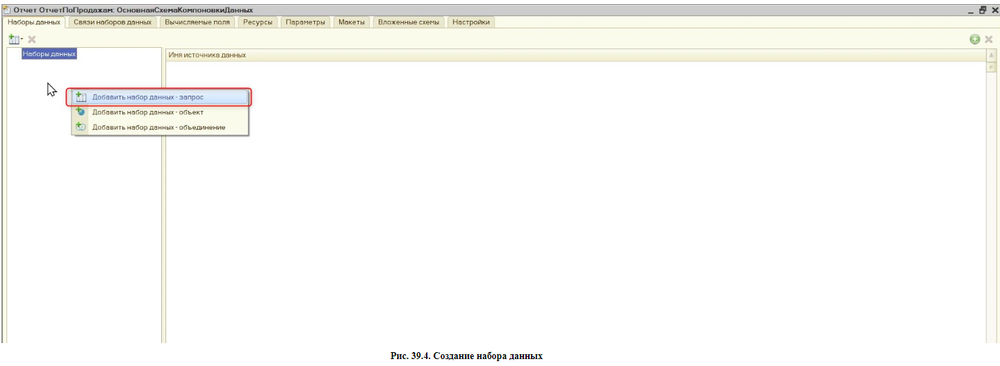 Отчет ОтчетПоПродажам: ОсновнаяСхемаКомпоновкиДанных
Наборы данных Связи наборов данных Вычисляемые поля Ресурсы Параметры Макеты Вложенные схемы Настройки
Наборы данных
Имя источника данных
Добавить набор данных - запрос
Добавить набор данных - объект
Добавить набор данных - объединение
Рис. 39.4. Создание набора данных